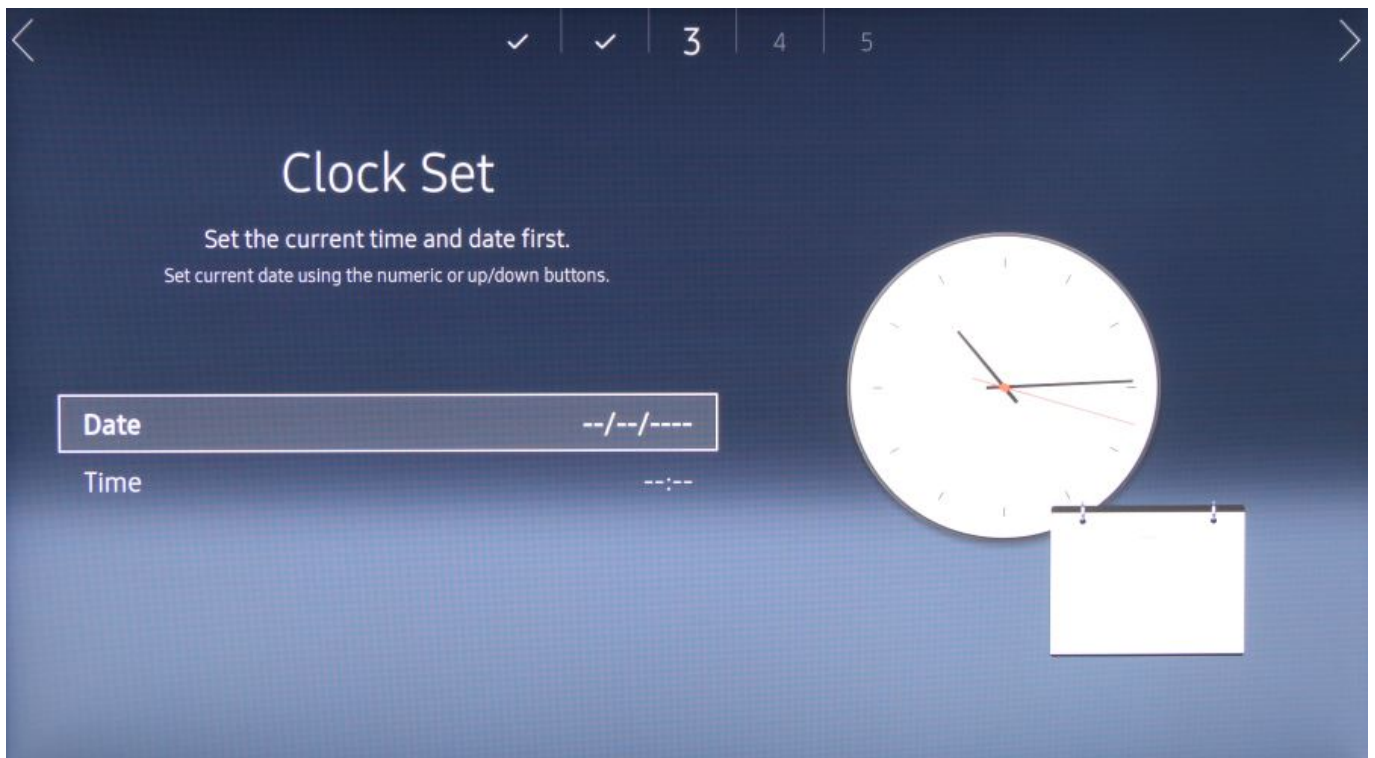 3 4 5
Clock Set
Set the current time and date first.
Set current date using the numeric or up/down buttons.
Date --/--/----
Time --:--